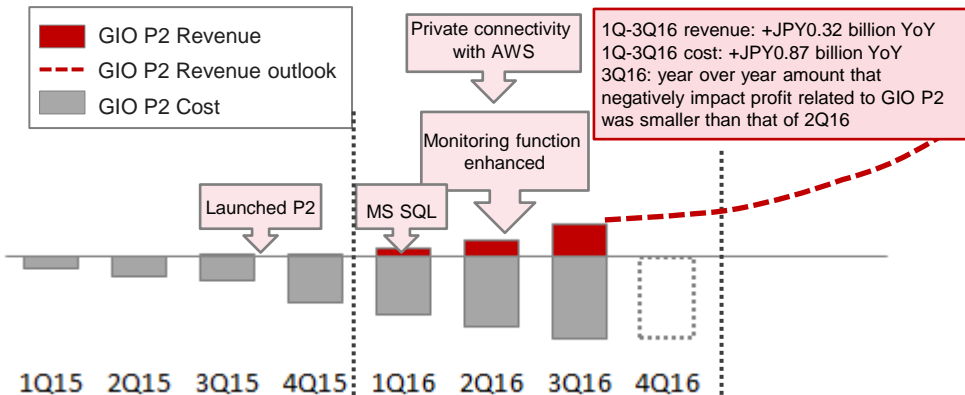 GIO P2 Revenue
GIO P2 Revenue outlook
GIO P2 Cost
Private connectivity
with AWS
1Q-3Q16 revenue: +JPY0.32 billion YoY
1Q-3Q16 cost: +JPY0.87 billion YoY
3Q16: year over year amount that
negatively impact profit related to GIO P2
was smaller than that of 2Q16
Monitoring function
enhanced
Launched P2
MS SQL
1Q15 2Q15 3Q15 4Q15 1Q16 2Q16 3Q16 4Q16